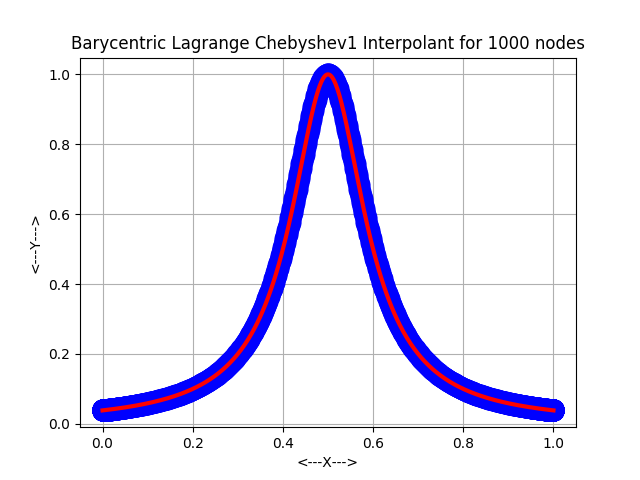 Barycentric Lagrange Chebyshev1 Interpolant for 1000 nodes
1.0
0.8
0.6
0.4
0.2
0.0
<---Y--->
0.0 0.2 0.4 0.6 0.8 1.0
<---X--->